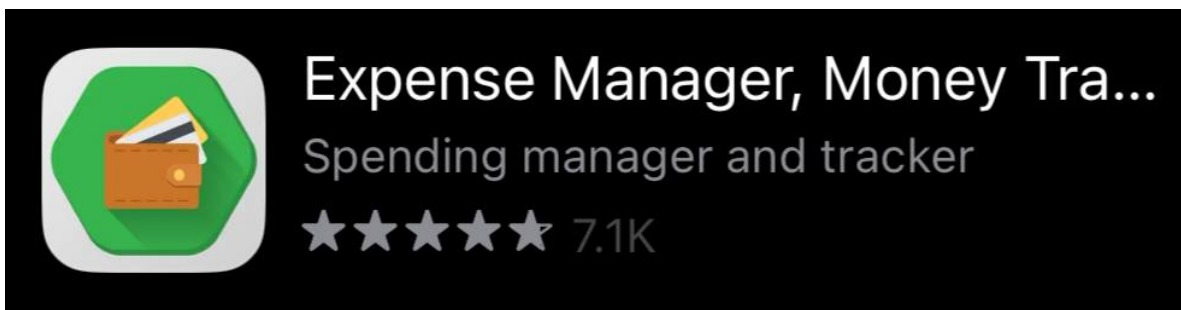 Expense Manager, Money Tra...
Spending manager and tracker
7.1K